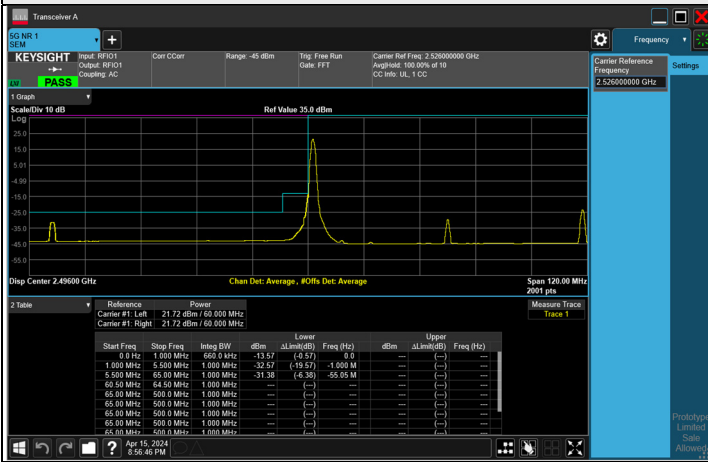 Transceiver A
5G NR 1
SEM
Frequency
KEYSIGHT
LXI
PASS
Input: RFIO1
Output: RFIO1
Coupling: AC
Corr CCorr
Range: -45 dBm
Trig: Free Run
Gate: FFT
Carrier Ref Freq: 2.526000000 GHz
Avg|Hold: 100.00% of 10
CC Info: UL, 1 CC
Carrier Reference
Frequency
2.526000000 GHz
Settings
1 Graph
Scale/Div 10 dB
Ref Value 35.0 dBm
Log
25.0
15.0
5.01
-4.99
-15.0
-25.0
-35.0
-45.0
-55.0
Disp Center 2.49600 GHz
Chan Det: Average , #Offs Det: Average
Span 120.00 MHz
2001 pts
2 Table
Reference Power
Carrier #1: Left 21.72 dBm / 60.000 MHz
Carrier #1: Right 21.72 dBm / 60.000 MHz
Measure Trace
Trace 1
Lower Upper
Start Freq Stop Freq Integ BW dBm ΔLimit(dB) Freq (Hz) dBm ΔLimit(dB) Freq (Hz)
0.0 Hz 1.000 MHz 660.0 kHz -13.57 (-0.57) 0.0 --- (---) ---
1.000 MHz 5.500 MHz 1.000 MHz -32.57 (-19.57) -1.000 M --- (---) ---
5.500 MHz 65.00 MHz 1.000 MHz -31.38 (-6.38) -55.05 M --- (---) ---
60.50 MHz 64.50 MHz 1.000 MHz --- (---) --- --- (---) ---
65.00 MHz 500.0 MHz 1.000 MHz --- (---) --- --- (---) ---
65.00 MHz 500.0 MHz 1.000 MHz --- (---) --- --- (---) ---
65.00 MHz 500.0 MHz 1.000 MHz --- (---) --- --- (---) ---
65.00 MHz 500.0 MHz 1.000 MHz --- (---) --- --- (---) ---
65.00 MHz 500.0 MHz 1.000 MHz --- (---) --- --- (---) ---
Prototype
Limited
Sale
Allowed
Apr 15, 2024
8:56:46 PM